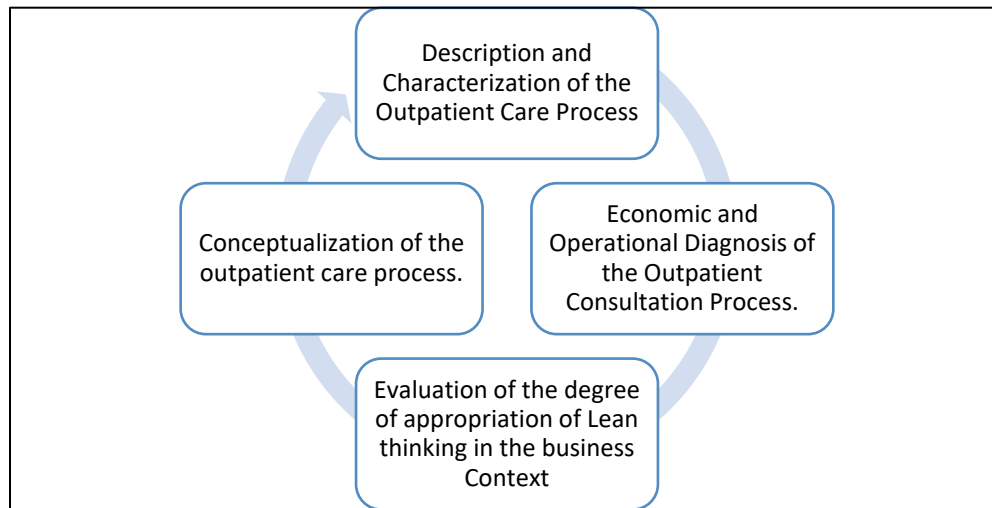 Description and
Characterization of the
Outpatient Care Process
Conceptualization of the
outpatient care process.
Economic and
Operational Diagnosis of
the Outpatient
Consultation Process.
Evaluation of the degree
of appropriation of Lean
thinking in the business
Context